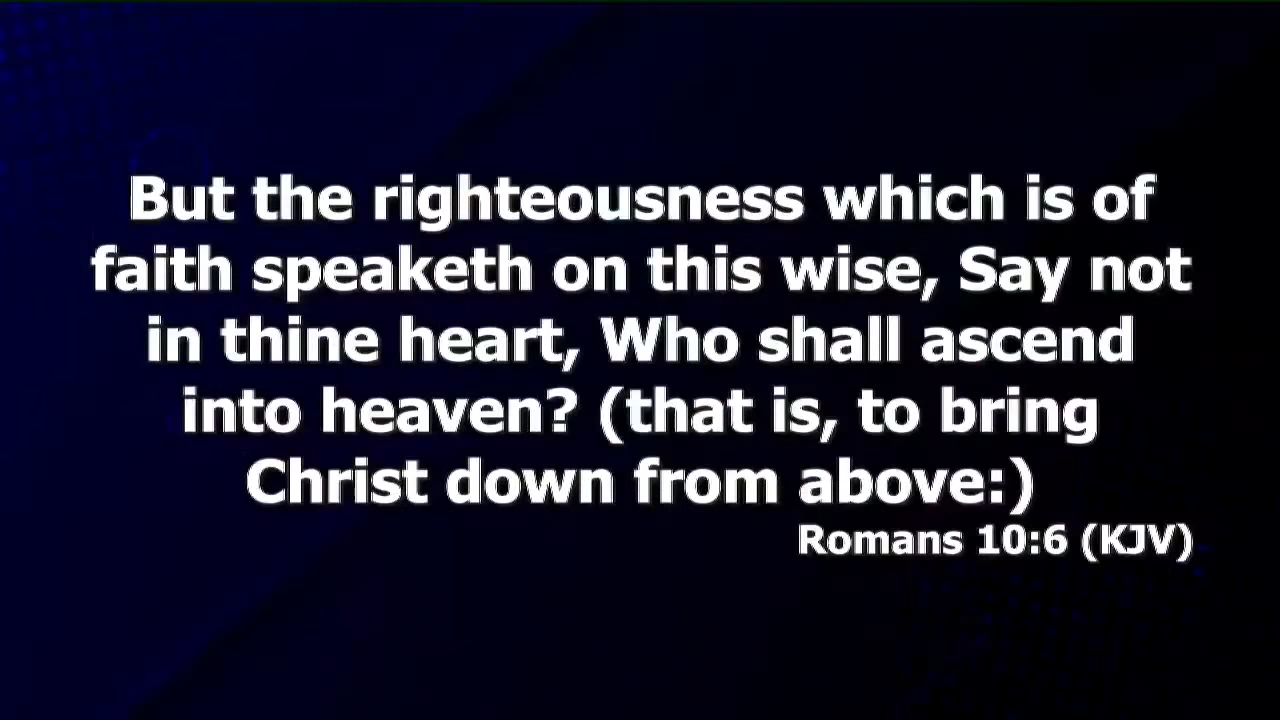 But the righteousness which is of
faith speaketh on this wise, Say not
in thine heart, Who shall ascend
into heaven? (that is, to bring
Christ down from above:)
Romans 10:6 (KJV)